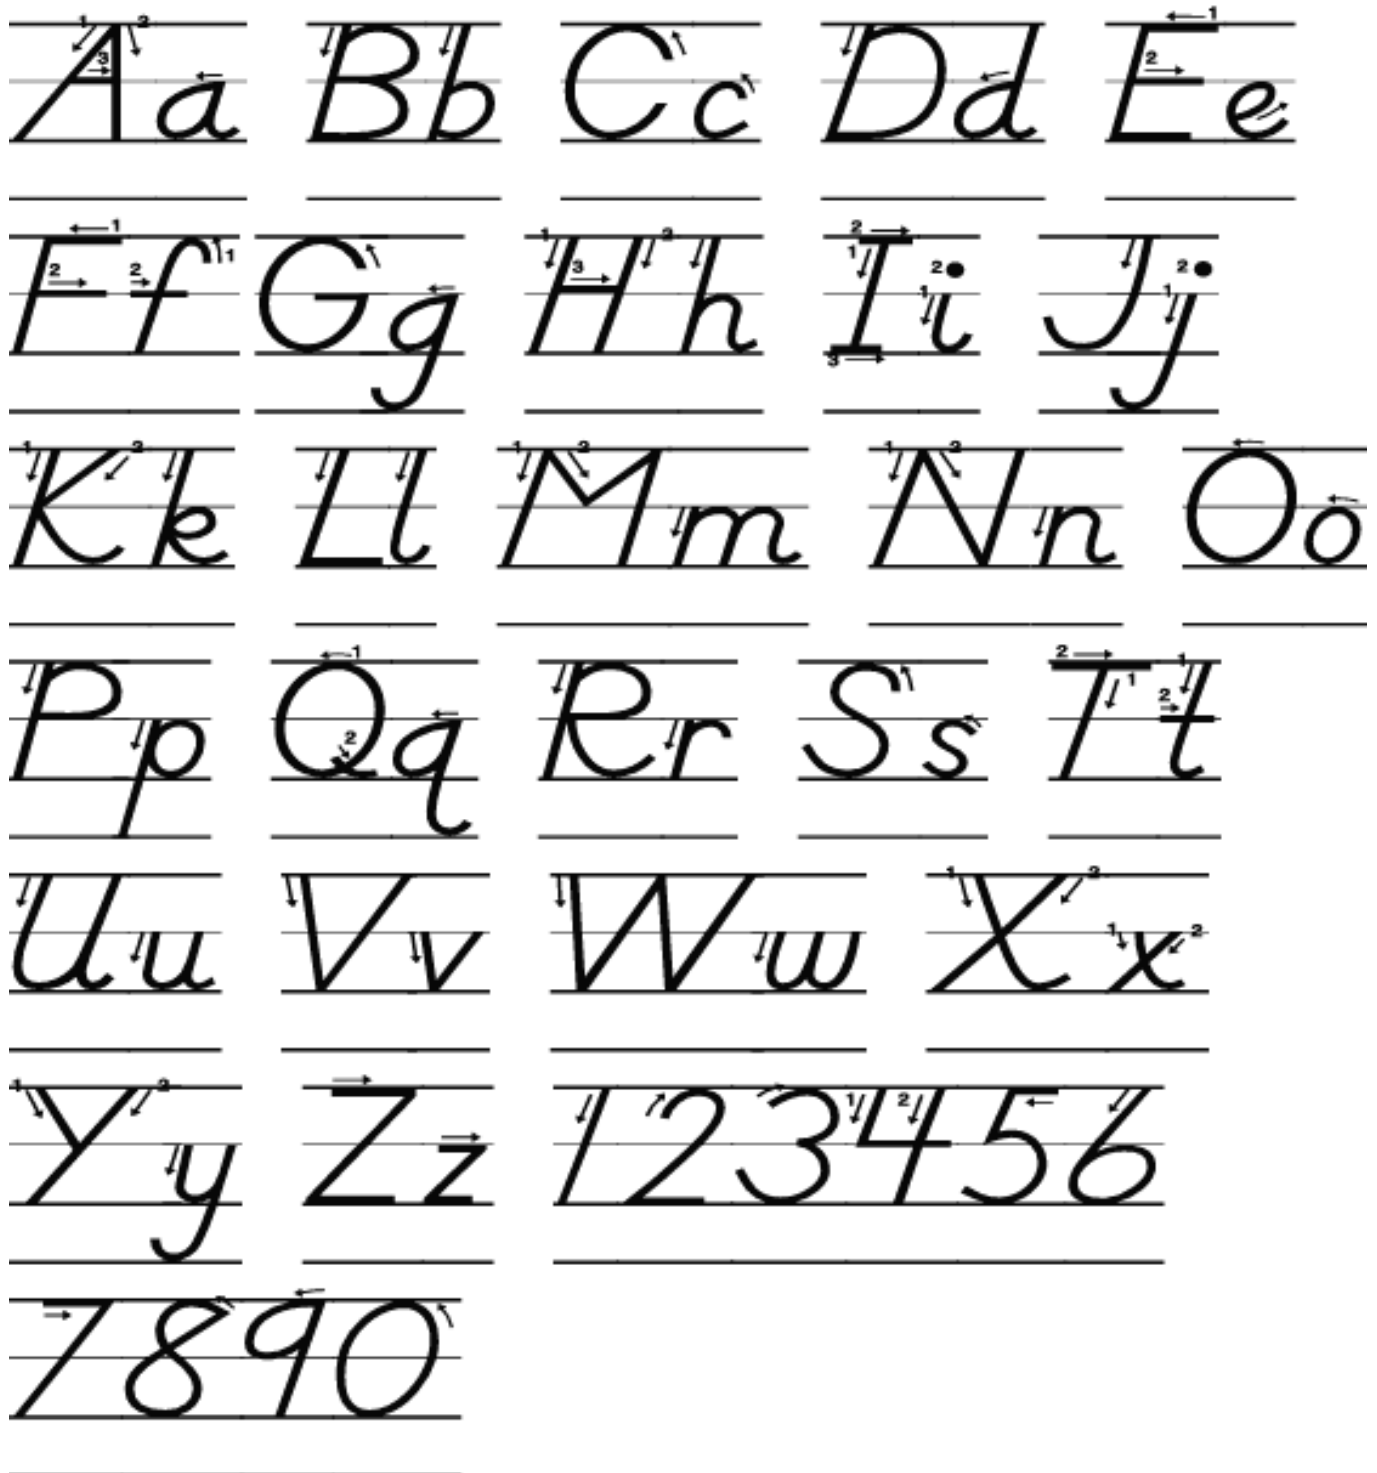 Aa Bb Cc Dd Ee
Ff Gg Hh Ii Jj
Kk Ll Mm Nn Oo
Pp Qq Rr Ss Tt
Uu Vv Ww Xx
Yy Zz 123456
7890